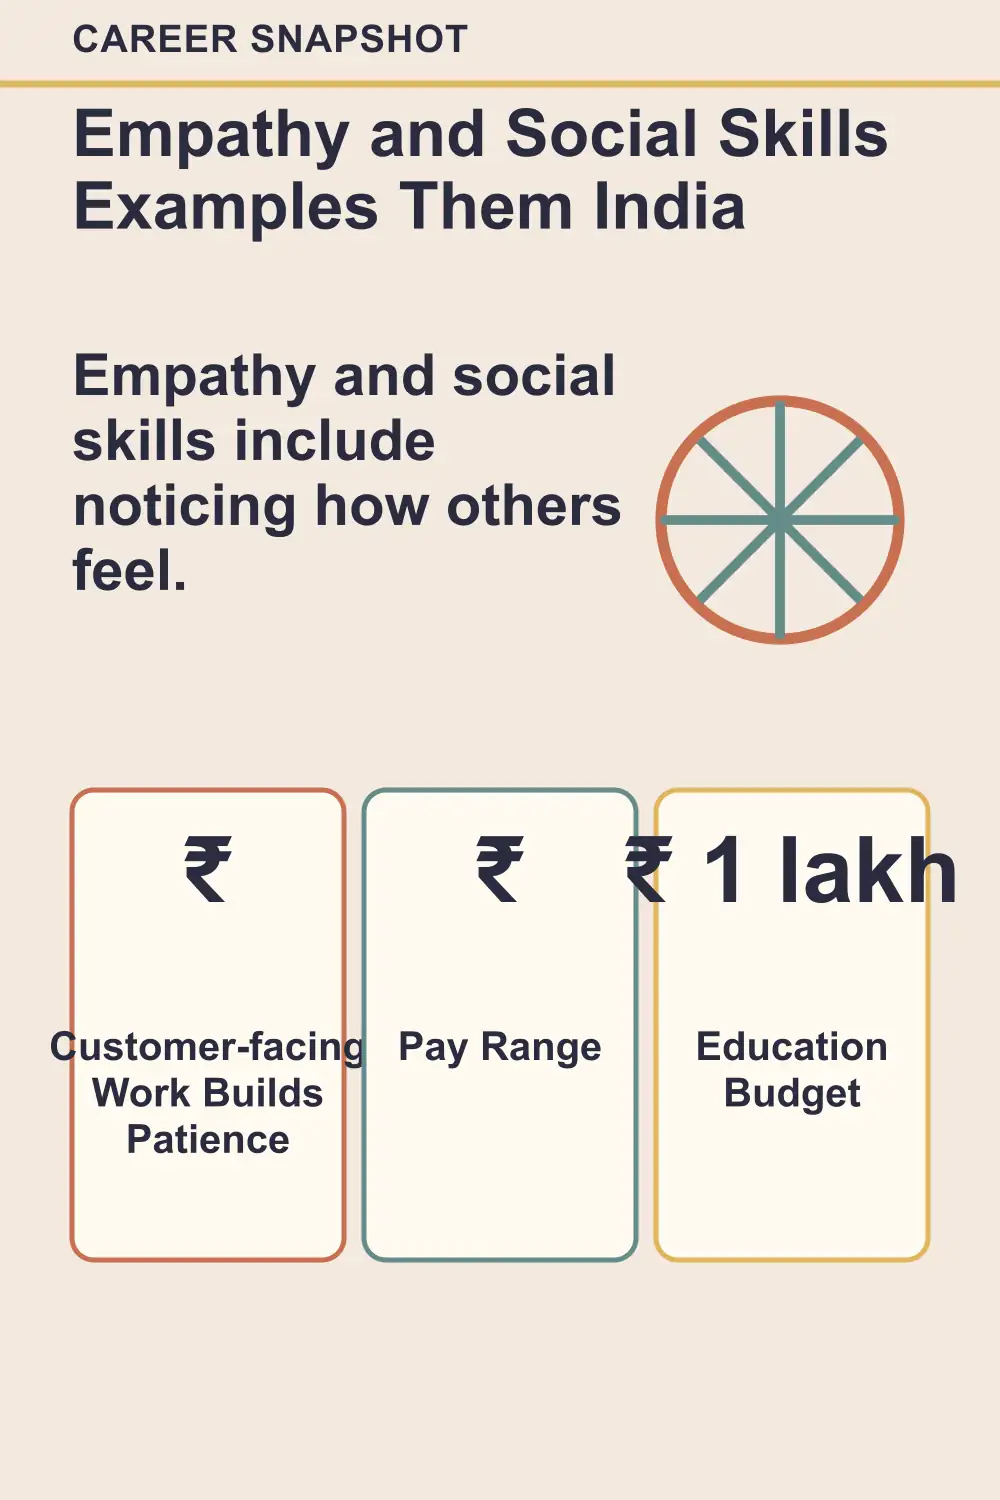 CAREER SNAPSHOT
Empathy and Social Skills
Examples Them India
Empathy and social
skills include
noticing how others
feel.
₹
Customer-facing
Work Builds
Patience
₹
Pay Range
₹ 1 lakh
Education
Budget